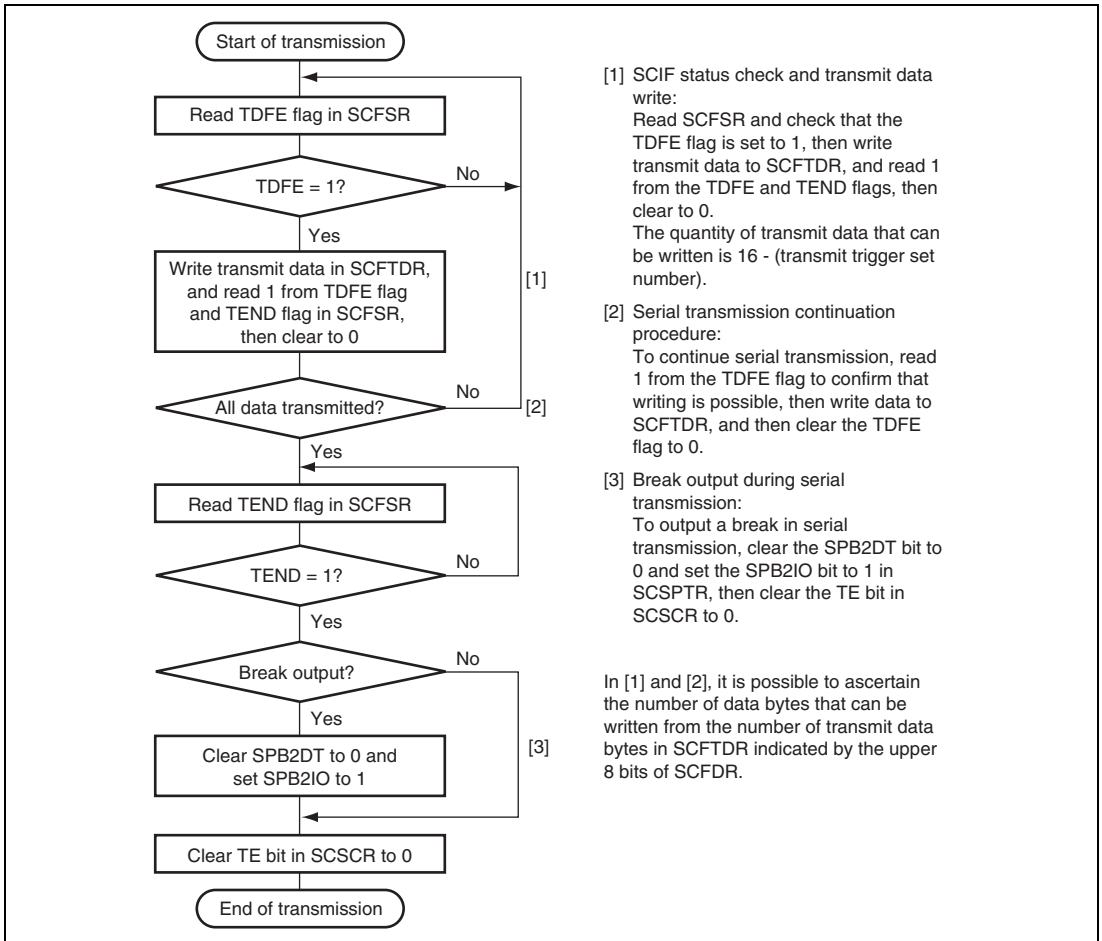 Start of transmission
Read TDFE flag in SCFSR
TDFE = 1?
No
Yes
Write transmit data in SCFTDR,
and read 1 from TDFE flag
and TEND flag in SCFSR,
then clear to 0
[1]
All data transmitted?
No
[2]
Yes
Read TEND flag in SCFSR
TEND = 1?
No
Yes
Break output?
No
Yes
Clear SPB2DT to 0 and
set SPB2IO to 1
[3]
Clear TE bit in SCSCR to 0
End of transmission
[1] SCIF status check and transmit data
write:
Read SCFSR and check that the
TDFE flag is set to 1, then write
transmit data to SCFTDR, and read 1
from the TDFE and TEND flags, then
clear to 0.
The quantity of transmit data that can
be written is 16 - (transmit trigger set
number).
[2] Serial transmission continuation
procedure:
To continue serial transmission, read
1 from the TDFE flag to confirm that
writing is possible, then write data to
SCFTDR, and then clear the TDFE
flag to 0.
[3] Break output during serial
transmission:
To output a break in serial
transmission, clear the SPB2DT bit to
0 and set the SPB2IO bit to 1 in
SCSPTR, then clear the TE bit in
SCSCR to 0.
In [1] and [2], it is possible to ascertain
the number of data bytes that can be
written from the number of transmit data
bytes in SCFTDR indicated by the upper
8 bits of SCFDR.